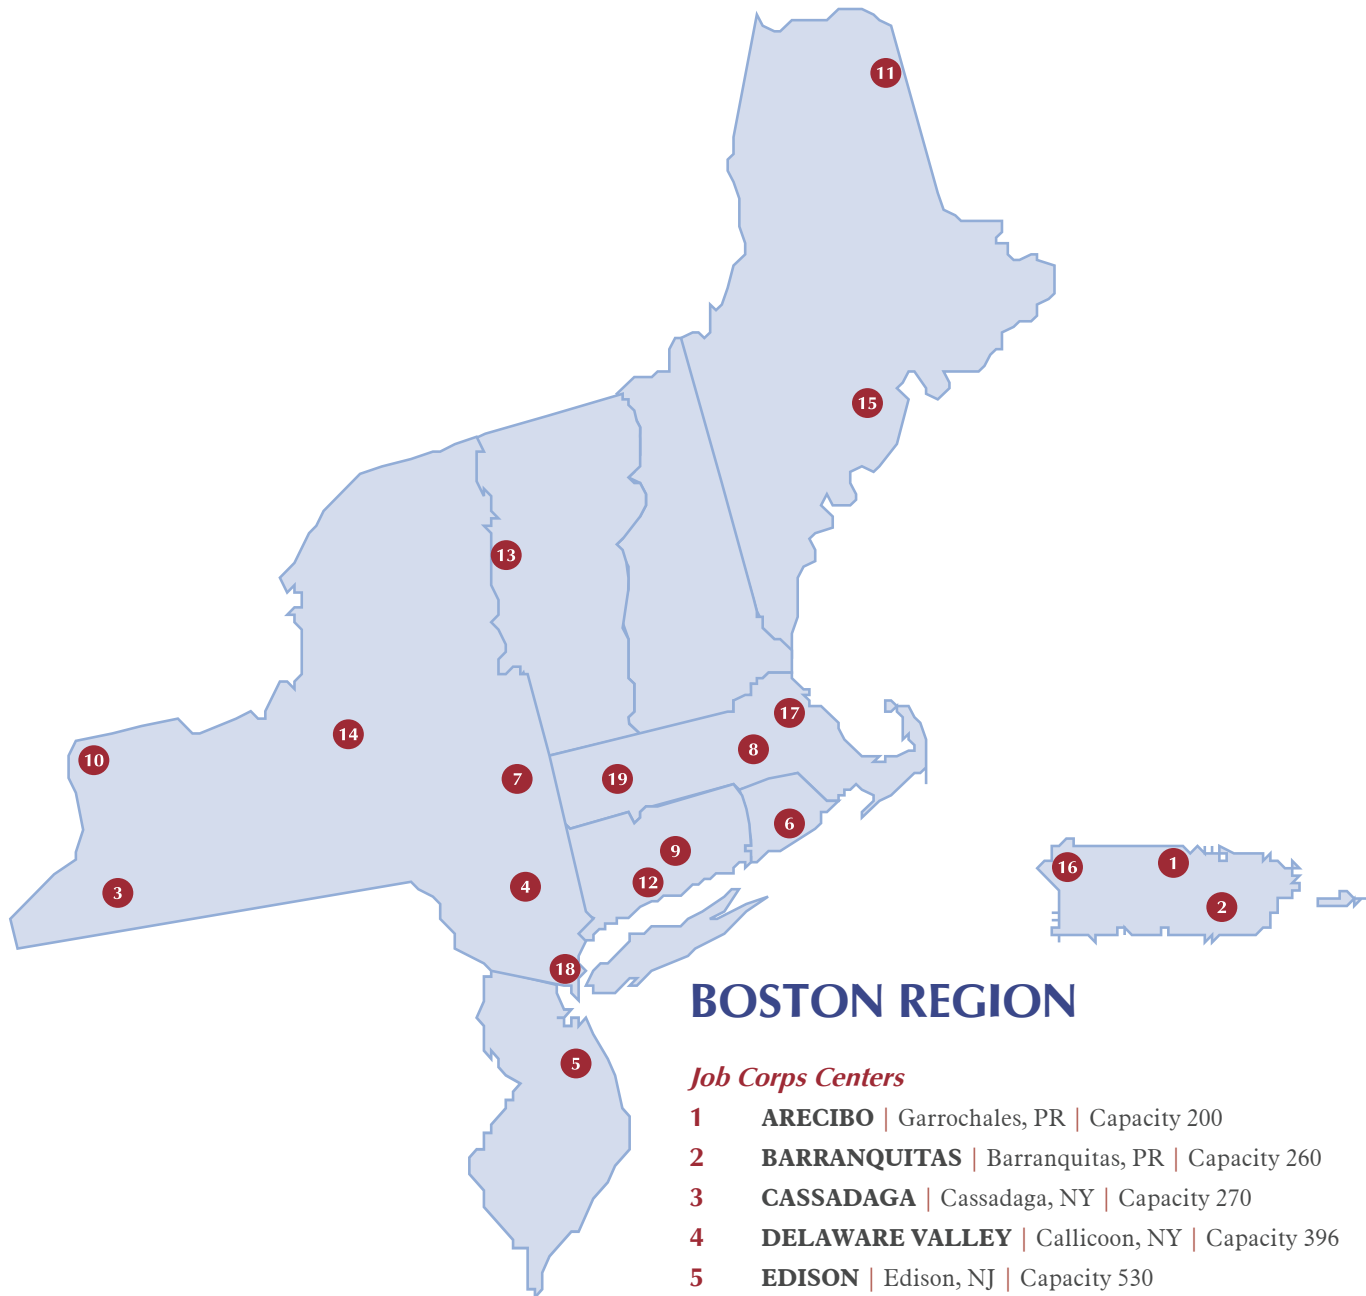 11
15
13
17
14
8
10
7
19
6
9
1
16
12
4
3
2
18
BOSTON REGION
5
Job Corps Centers
1 ARECIBO | Garrochales, PR | Capacity 200
2 BARRANQUITAS | Barranquitas, PR | Capacity 260
3 CASSADAGA | Cassadaga, NY | Capacity 270
4 DELAWARE VALLEY | Callicoon, NY | Capacity 396
5 EDISON | Edison, NJ | Capacity 530